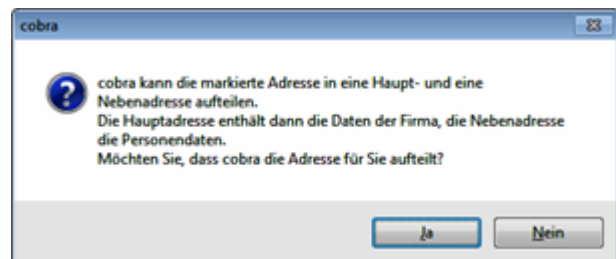 cobra
cobra kann die markierte Adresse in eine Haupt- und eine
Nebenadresse aufteilen.
Die Hauptadresse enthält dann die Daten der Firma, die Nebenadresse
die Personendaten.
Möchten Sie, dass cobra die Adresse für Sie aufteilt?
Ja
Nein